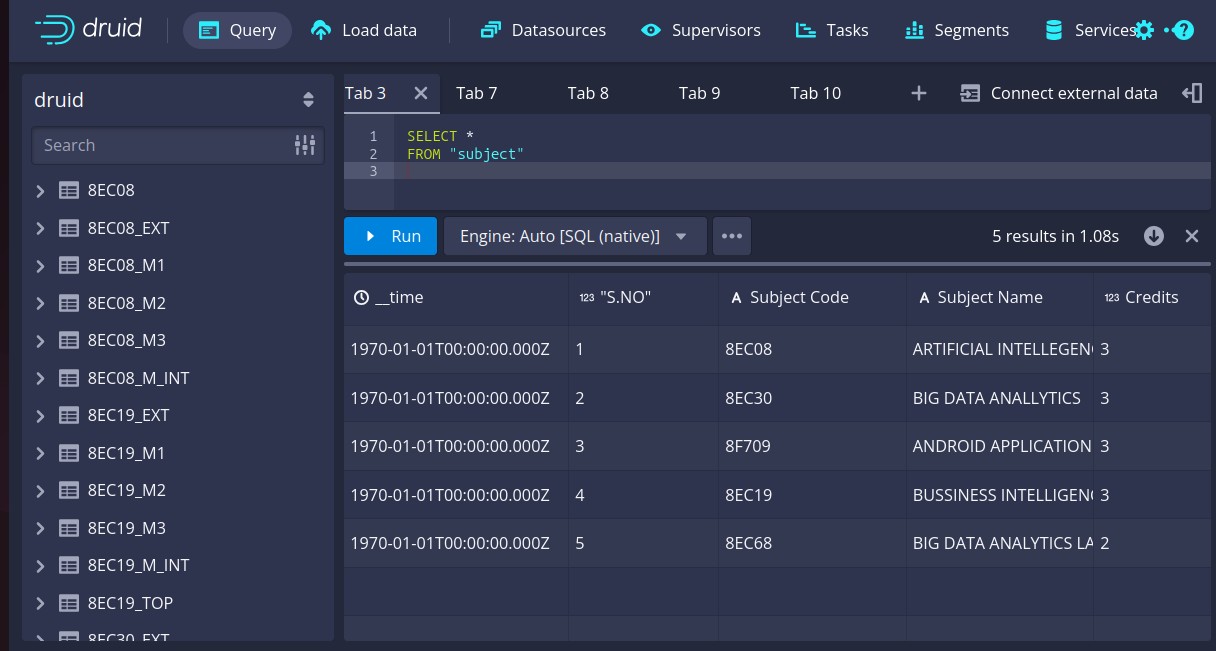 druid Query Load data Datasources Supervisors Tasks Segments Services
druid
Search
8EC08
8EC08_EXT
8EC08_M1
8EC08_M2
8EC08_M3
8EC08_M_INT
8EC19_EXT
8EC19_M1
8EC19_M2
8EC19_M3
8EC19_M_INT
8EC19_TOP
8EC30_EXT
Tab 3 Tab 7 Tab 8 Tab 9 Tab 10 + Connect external data
1 SELECT *
2 FROM "subject"
3
Run Engine: Auto [SQL (native)] 5 results in 1.08s
__time 123 "S.NO" A Subject Code A Subject Name 123 Credits
1970-01-01T00:00:00.000Z 1 8EC08 ARTIFICIAL INTELLEGEN 3
1970-01-01T00:00:00.000Z 2 8EC30 BIG DATA ANALLYTICS 3
1970-01-01T00:00:00.000Z 3 8F709 ANDROID APPLICATION 3
1970-01-01T00:00:00.000Z 4 8EC19 BUSSINESS INTELLIGEN 3
1970-01-01T00:00:00.000Z 5 8EC68 BIG DATA ANALYTICS LA 2